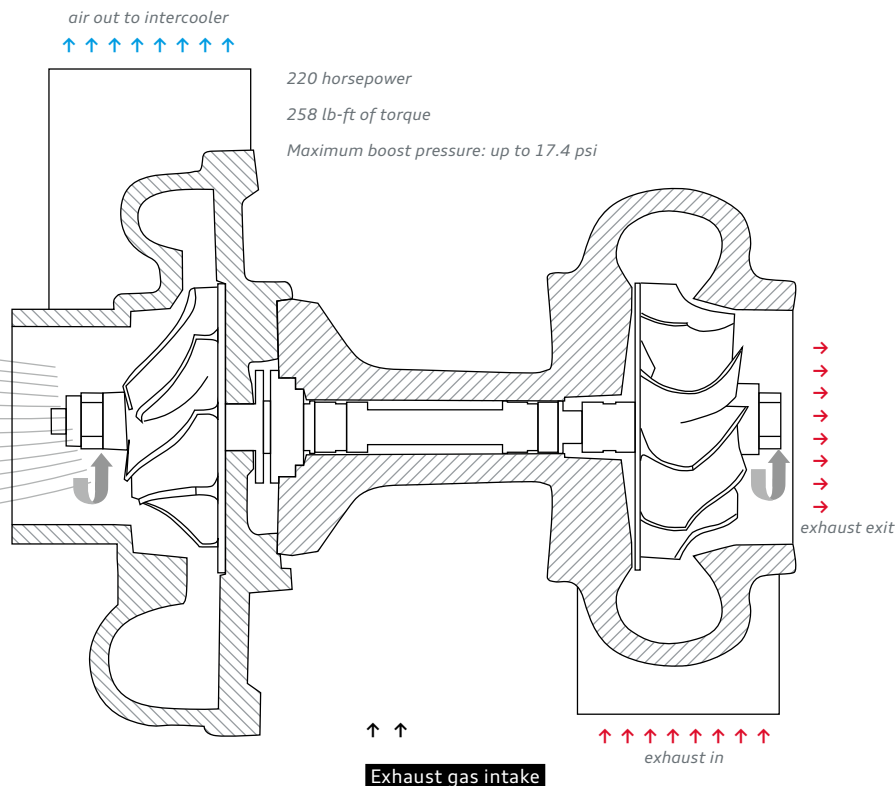 air out to intercooler
220 horsepower
258 lb-ft of torque
Maximum boost pressure: up to 17.4 psi
exhaust exit
exhaust in
Exhaust gas intake